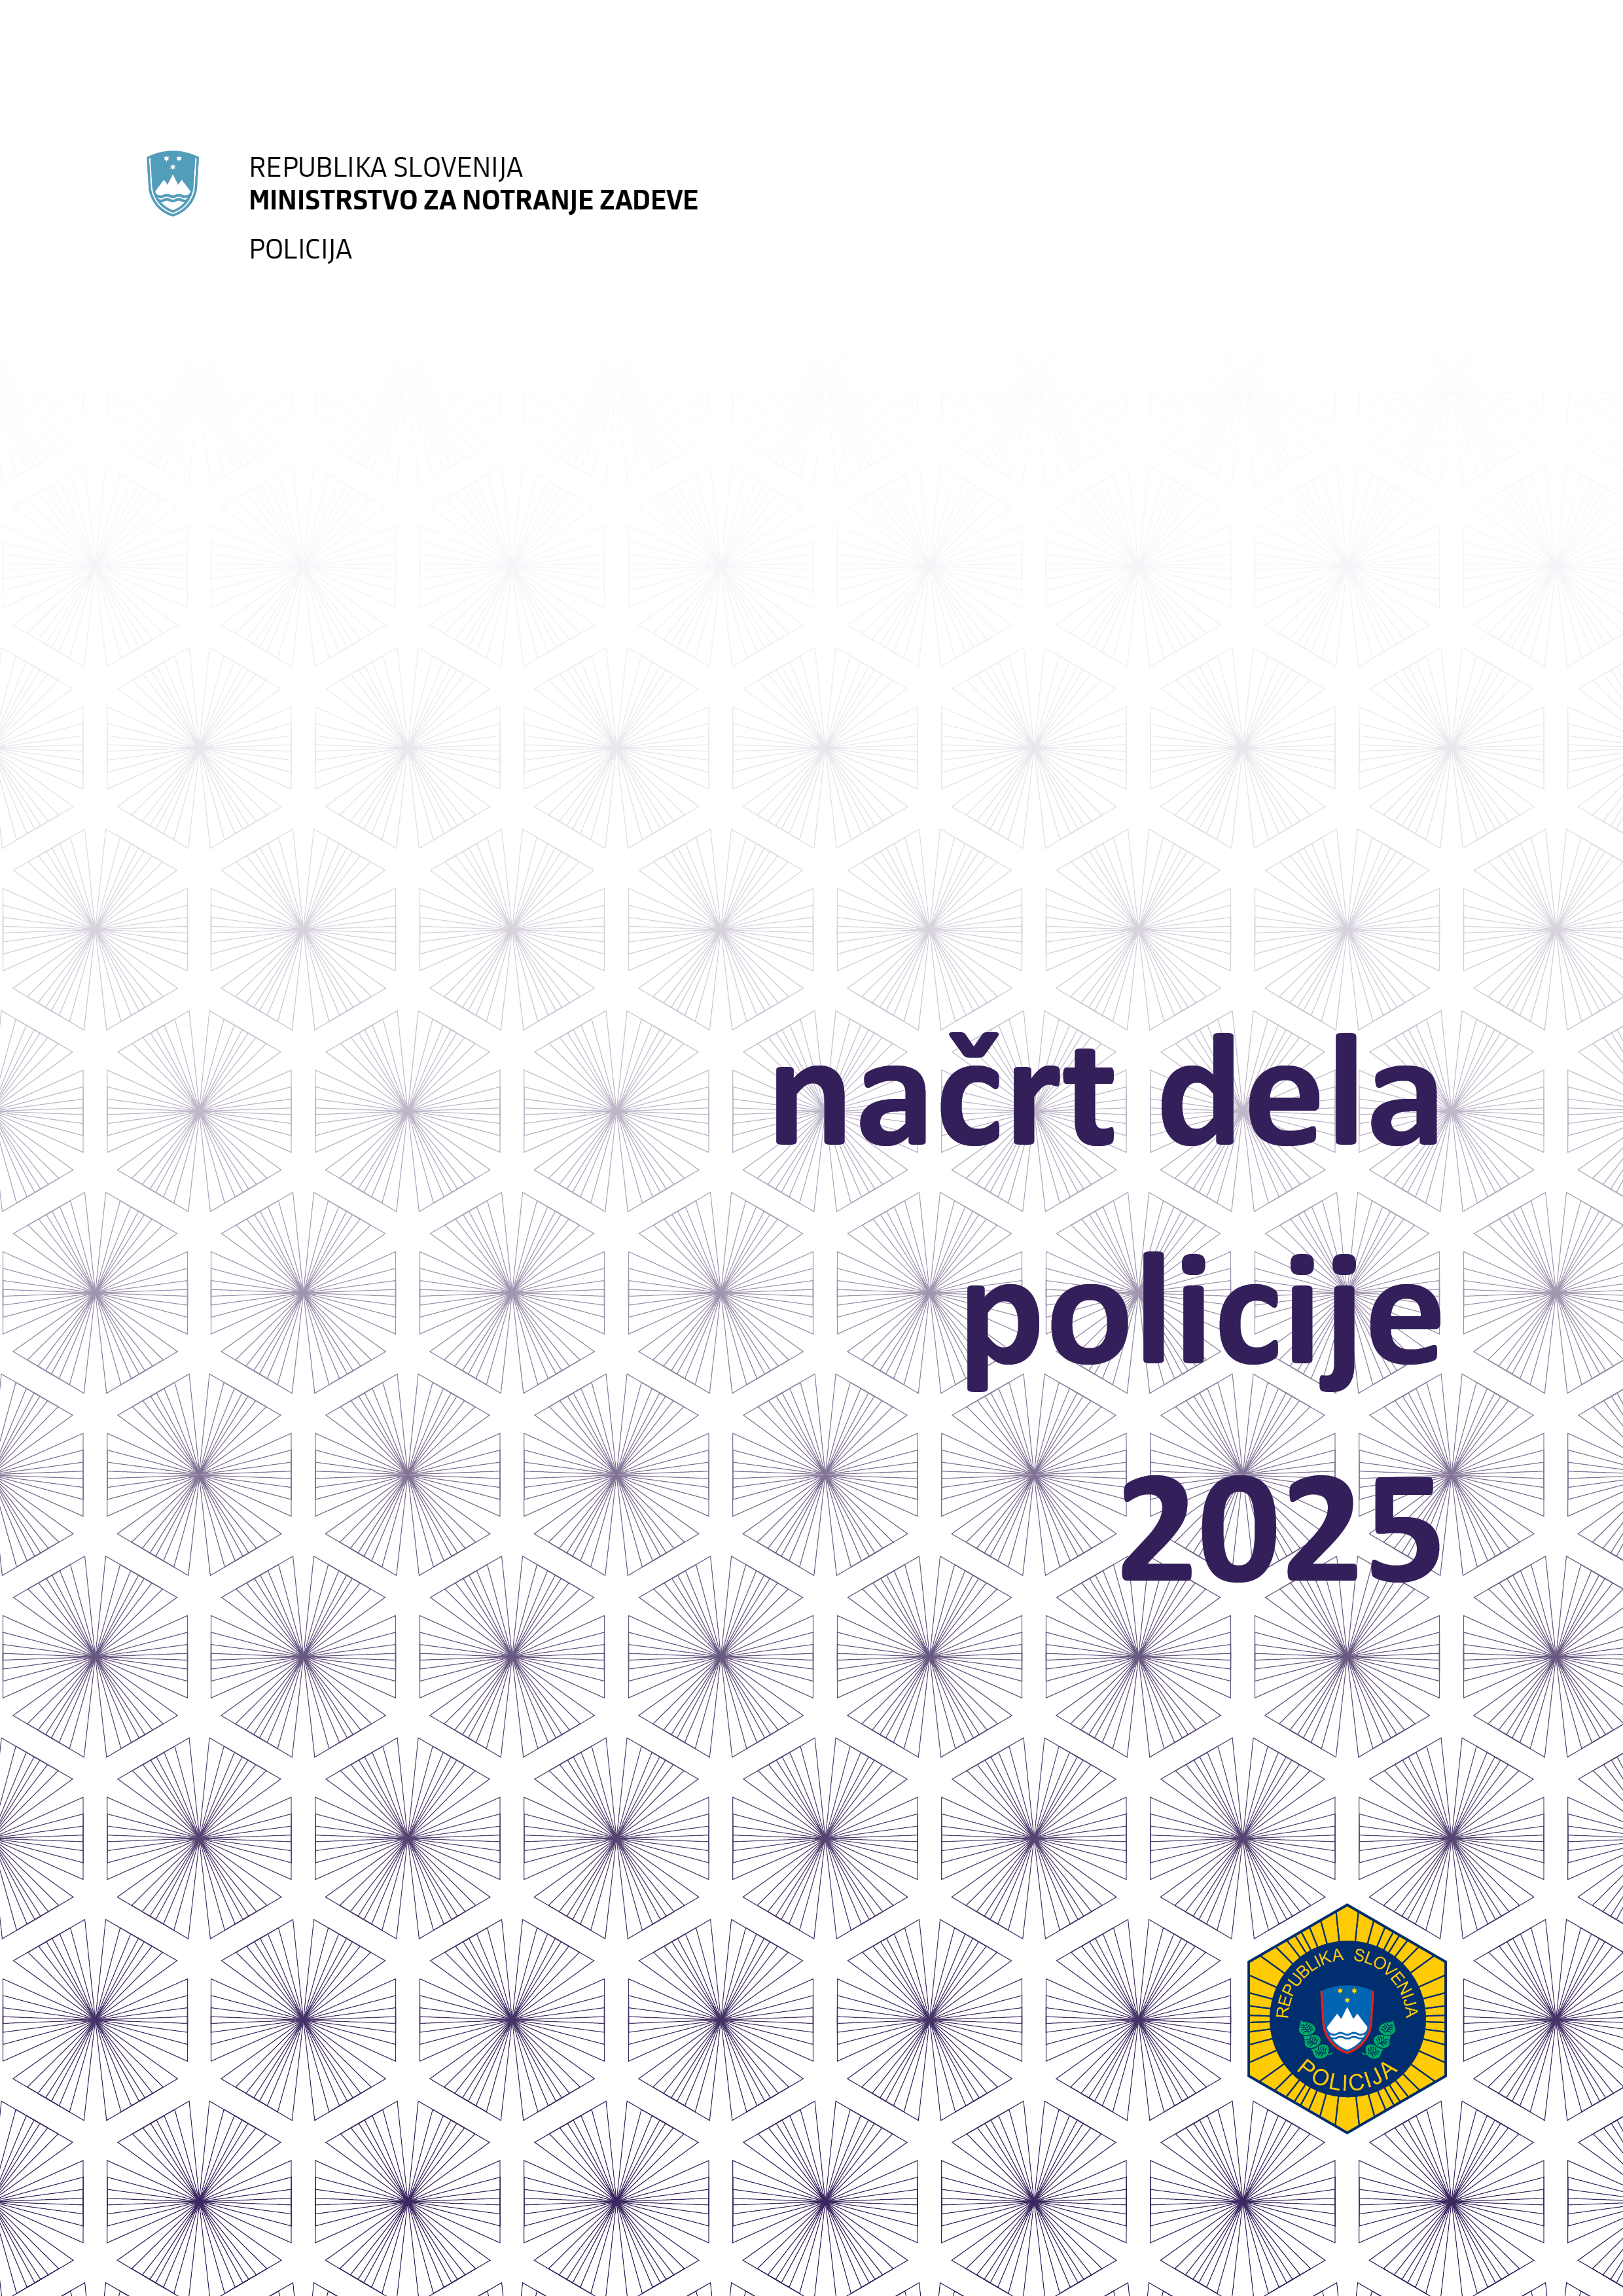 REPUBLIKA SLOVENIJA
MINISTRSTVO ZA NOTRANJE ZADEVE
POLICIJA
načrt dela
policije
2025
REPUBLIKA SLOVENIJA
POLICIJA